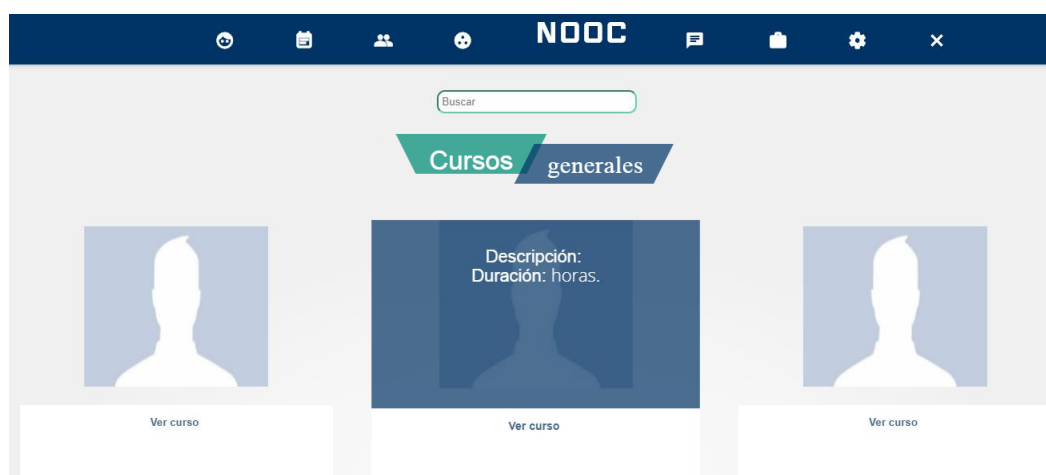 NOOC
Buscar
Cursos generales
Descripción:
Duración: horas.
Ver curso
Ver curso
Ver curso